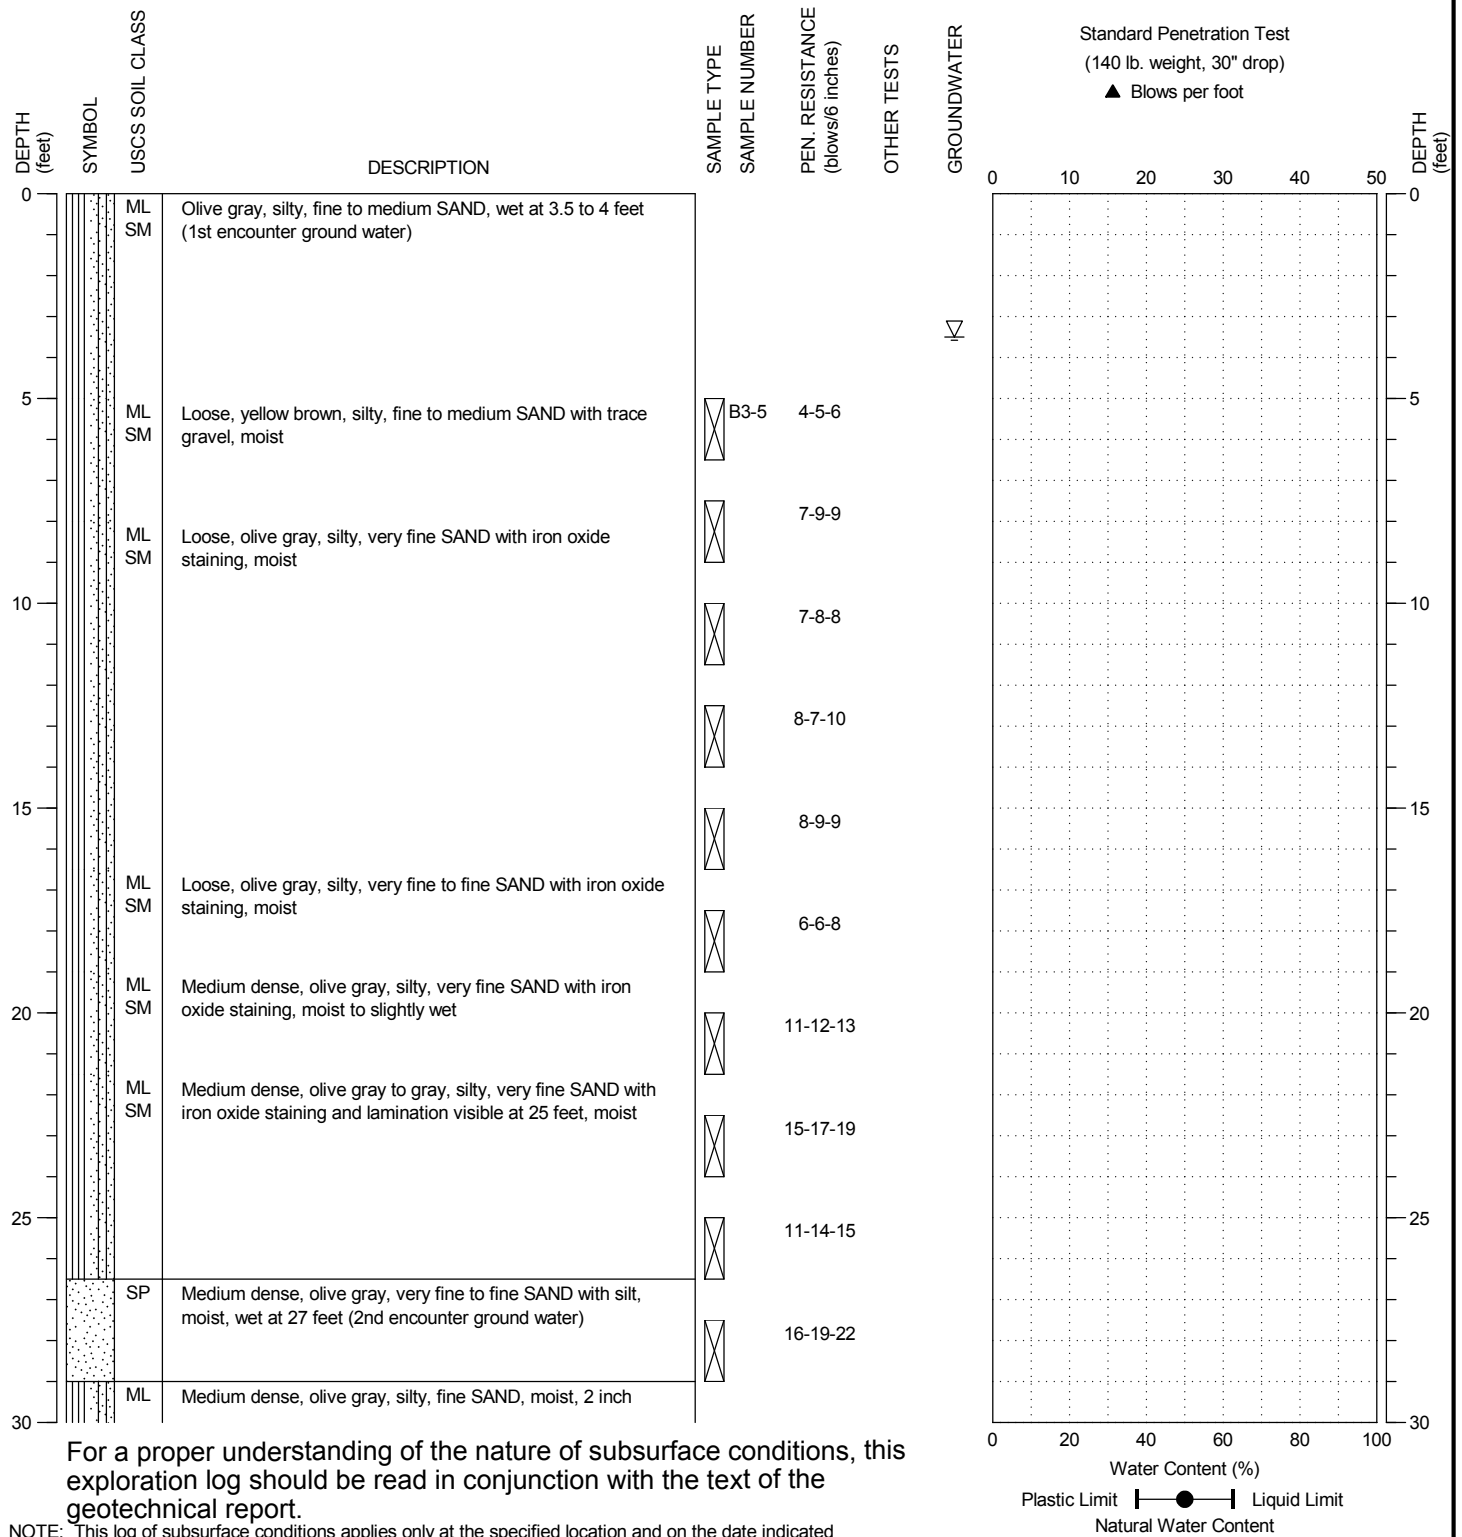 DEPTH
(feet)
SYMBOL
USCS SOIL CLASS
DESCRIPTION
SAMPLE TYPE
SAMPLE NUMBER
PEN. RESISTANCE
(blows/6 inches)
OTHER TESTS
GROUNDWATER
Standard Penetration Test
(140 lb. weight, 30" drop)
▲ Blows per foot
DEPTH
(feet)
0 10 20 30 40 50
0
ML
SM
Olive gray, silty, fine to medium SAND, wet at 3.5 to 4 feet
(1st encounter ground water)
0
5
ML
SM
Loose, yellow brown, silty, fine to medium SAND with trace
gravel, moist
B3-5
4-5-6
5
7-9-9
ML
SM
Loose, olive gray, silty, very fine SAND with iron oxide
staining, moist
10
7-8-8
10
8-7-10
15
8-9-9
15
ML
SM
Loose, olive gray, silty, very fine to fine SAND with iron oxide
staining, moist
6-6-8
ML
SM
Medium dense, olive gray, silty, very fine SAND with iron
oxide staining, moist to slightly wet
20
11-12-13
20
ML
SM
Medium dense, olive gray to gray, silty, very fine SAND with
iron oxide staining and lamination visible at 25 feet, moist
15-17-19
25
11-14-15
25
SP
Medium dense, olive gray, very fine to fine SAND with silt,
moist, wet at 27 feet (2nd encounter ground water)
16-19-22
ML
Medium dense, olive gray, silty, fine SAND, moist, 2 inch
30
30
0 20 40 60 80 100
Water Content (%)
Plastic Limit Liquid Limit
Natural Water Content
For a proper understanding of the nature of subsurface conditions, this
exploration log should be read in conjunction with the text of the
geotechnical report.
NOTE: This log of subsurface conditions applies only at the specified location and on the date indicated